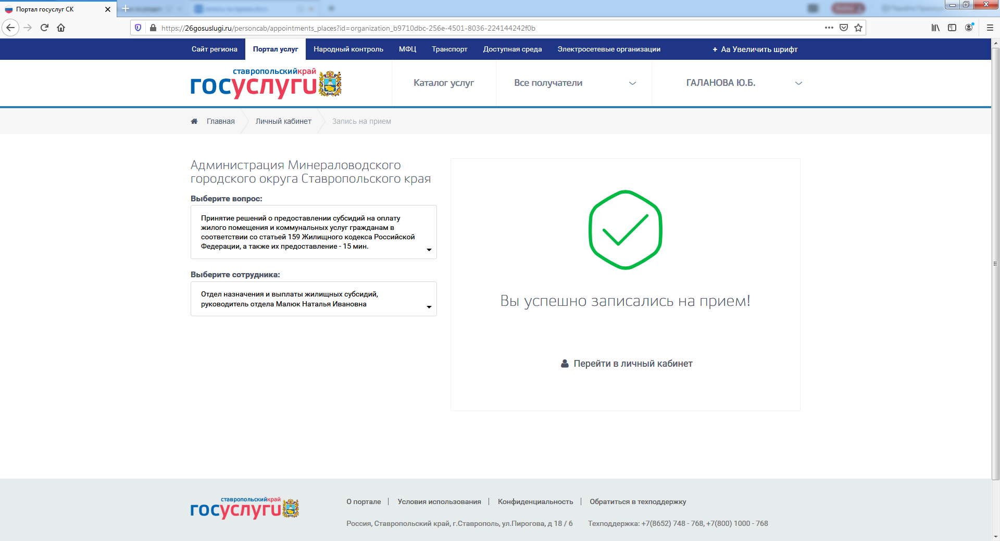 Портал госуслуг СК
https://26gosuslugi.ru/personcab/appointments_places?id=organization_b9710dbc-256e-4501-8036-224144242f0b
Сайт региона
Портал услуг
Народный контроль
МФЦ
Транспорт
Доступная среда
Электросетевые организации
+ Аа Увеличить шрифт
ставропольскийкрай
госуслуги
Каталог услуг
Все получатели
ГАЛАНОВА Ю.Б.
Главная
Личный кабинет
Запись на прием
Администрация Минераловодского
городского округа Ставропольского края
Выберите вопрос:
Принятие решений о предоставлении субсидий на оплату
жилого помещения и коммунальных услуг гражданам в
соответствии со статьей 159 Жилищного кодекса Российской
Федерации, а также их предоставление - 15 мин.
Выберите сотрудника:
Отдел назначения и выплаты жилищных субсидий,
руководитель отдела Малюк Наталья Ивановна
Вы успешно записались на прием!
Перейти в личный кабинет
ставропольскийкрай
госуслуги
О портале
Условия использования
Конфиденциальность
Обратиться в техподдержку
Россия, Ставропольский край, г.Ставрополь, ул.Пирогова, д 18 / 6
Техподдержка: +7(8652) 748 - 768, +7(800) 1000 - 768